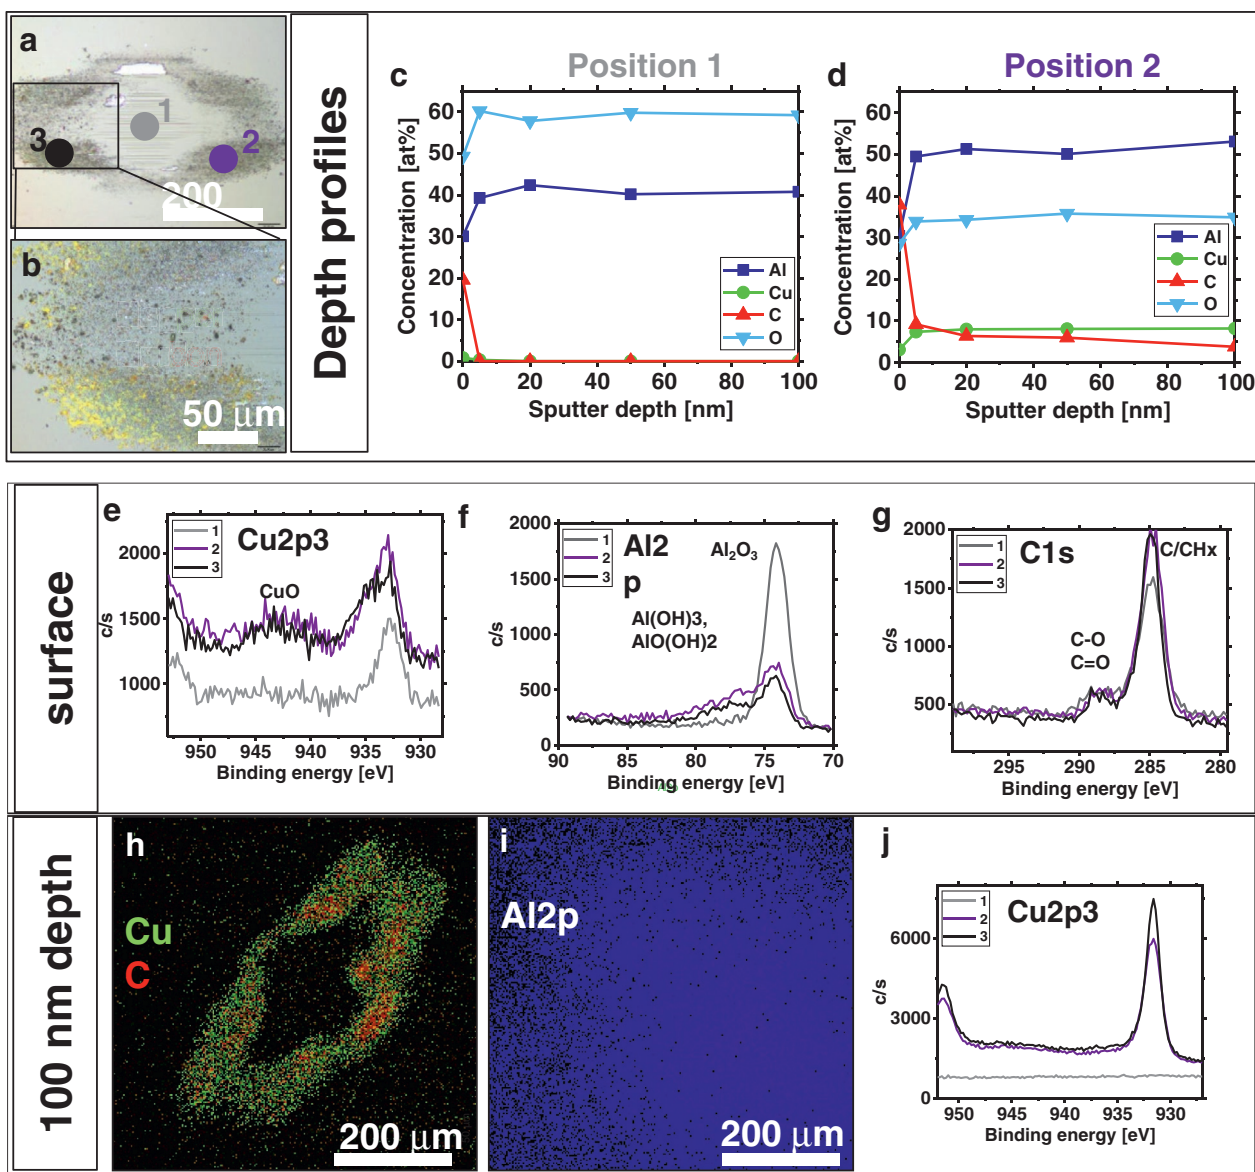 a
1
2
3
200
b
50 μm
Depth profiles
c
Position 1
Concentration [at%]
60
50
40
30
20
10
0
Al
Cu
C
O
0 20 40 60 80 100
Sputter depth [nm]
d
Position 2
Concentration [at%]
60
50
40
30
20
10
0
Al
Cu
C
O
0 20 40 60 80 100
Sputter depth [nm]
surface
e
Cu2p3
1
2
3
CuO
c/s
2000
1500
1000
950 945 940 935 930
Binding energy [eV]
f
Al2
p
1
2
3
Al₂O₃
Al(OH)3,
AlO(OH)2
c/s
2000
1500
1000
500
0
90 85 80 75 70
Binding energy [eV]
g
C1s
1
2
3
C/CHx
C-O
C=O
c/s
2000
1500
1000
500
295 290 285 280
Binding energy [eV]
100 nm depth
h
Cu
C
200 μm
i
Al2p
200 μm
j
Cu2p3
1
2
3
c/s
6000
3000
0
950 945 940 935 930
Binding energy [eV]